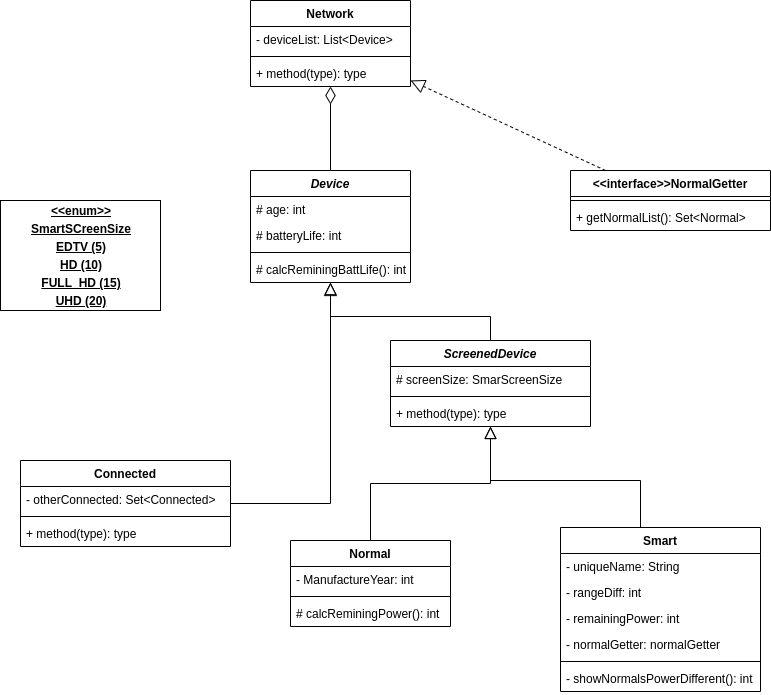 Network
- deviceList: List<Device>
+ method(type): type
Device
# age: int
# batteryLife: int
# calcReminingBattLife(): int
<<interface>>NormalGetter
+ getNormalList(): Set<Normal>
<<enum>>
SmartSCreenSize
EDTV (5)
HD (10)
FULL_HD (15)
UHD (20)
ScreenedDevice
# screenSize: SmarScreenSize
+ method(type): type
Connected
- otherConnected: Set<Connected>
+ method(type): type
Normal
- ManufactureYear: int
# calcReminingPower(): int
Smart
- uniqueName: String
- rangeDiff: int
- remainingPower: int
- normalGetter: normalGetter
- showNormalsPowerDifferent(): int